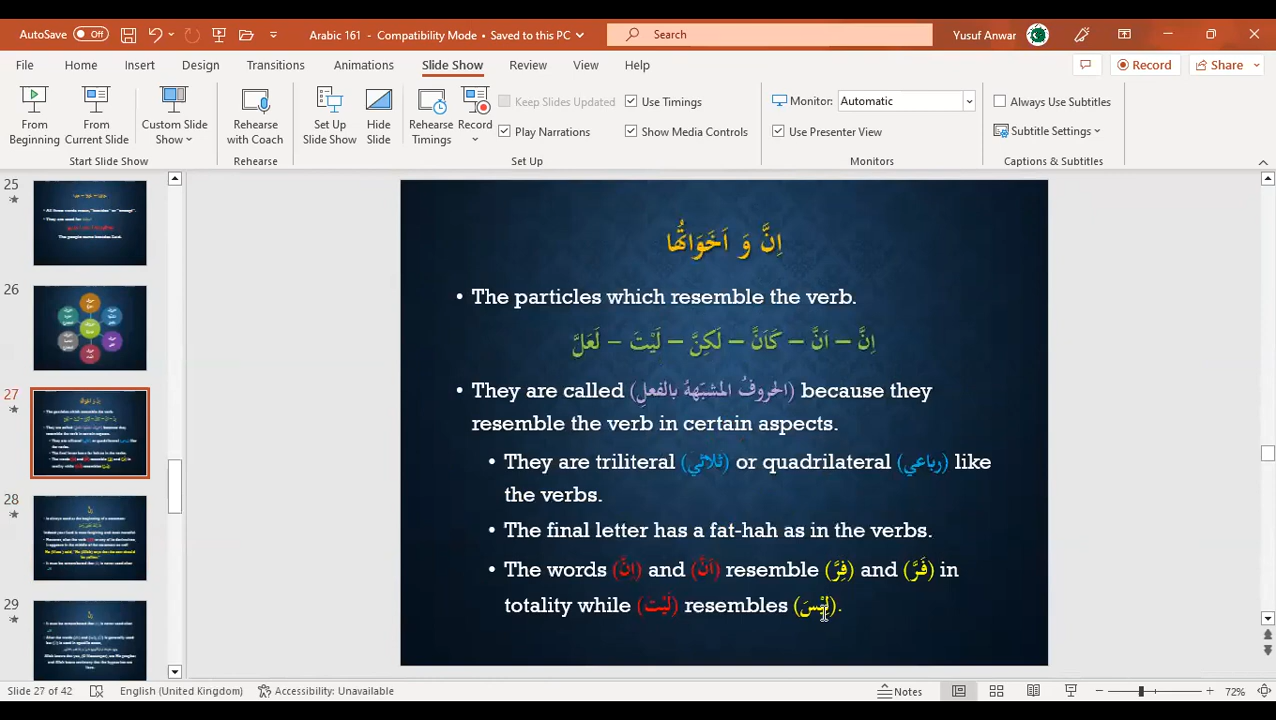 AutoSave Off Arabic 161 - Compatibility Mode • Saved to this PC Search Yusuf Anwar
File Home Insert Design Transitions Animations Slide Show Review View Help Record Share
From Beginning From Current Slide Custom Slide Show Rehearse with Coach Set Up Slide Show Hide Slide Rehearse Timings Record
Keep Slides Updated Use Timings Monitor: Automatic Always Use Subtitles
Play Narrations Show Media Controls Use Presenter View Subtitle Settings
Start Slide Show Rehearse Set Up Monitors Captions & Subtitles
25
26
27
28
29
اِنَّ وَ اَخَوَاتُها
• The particles which resemble the verb.
اِنَّ – اَنَّ – كَاَنَّ – لَكِنَّ – لَيْتَ – لَعَلَّ
• They are called (الحروفُ المشبَهةُ بالفعلِ) because they
resemble the verb in certain aspects.
• They are triliteral (ثلاثي) or quadrilateral (رباعي) like
the verbs.
• The final letter has a fat-hah as in the verbs.
• The words (اِنَّ) and (اَنَّ) resemble (فِرَّ) and (فَرَّ) in
totality while (لَيْتَ) resembles (لَيْسَ).
Slide 27 of 42 English (United Kingdom) Accessibility: Unavailable Notes 72%